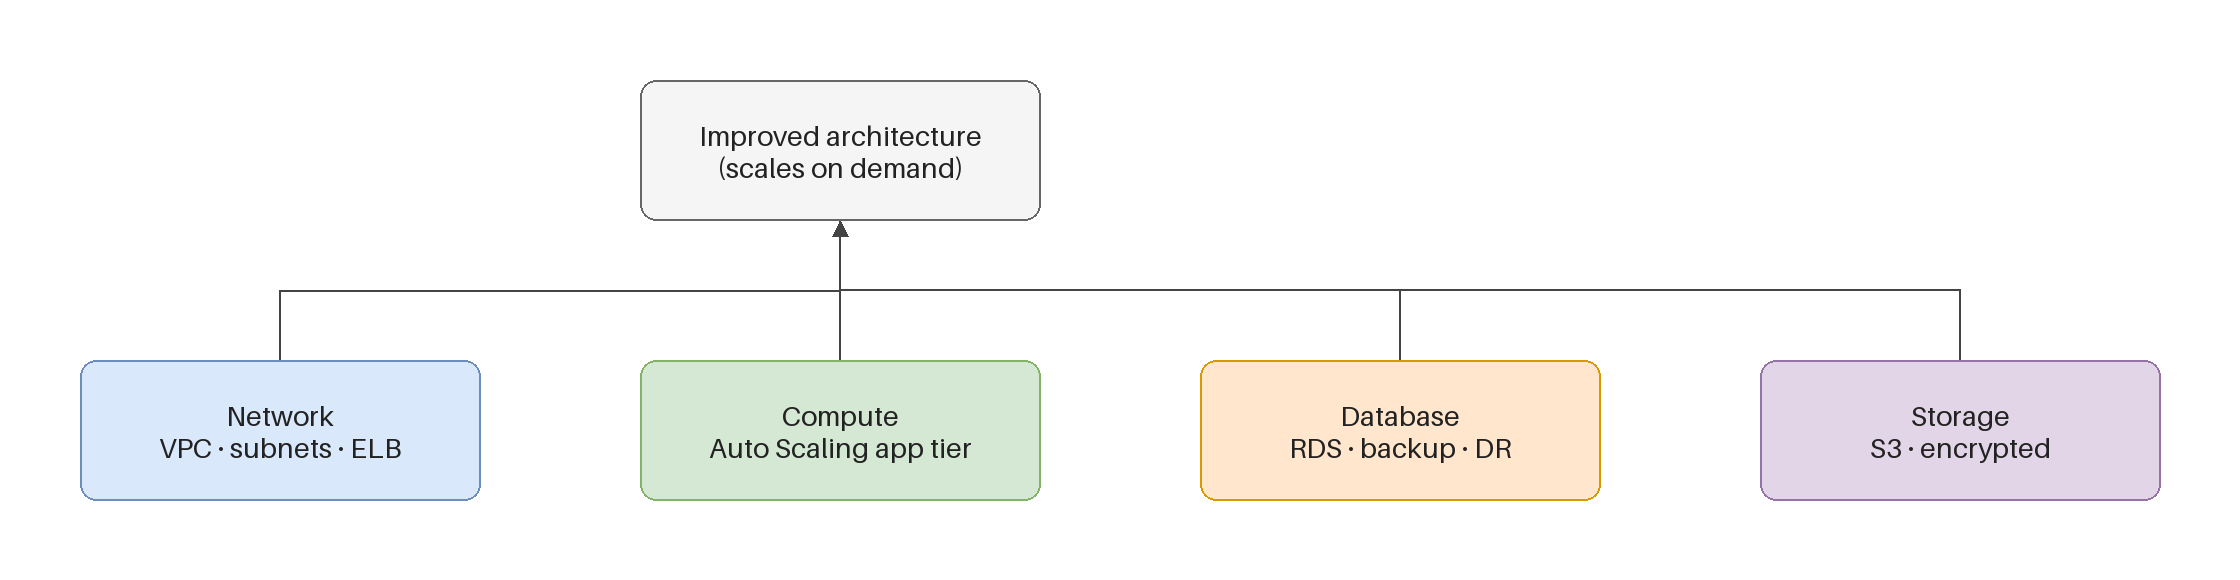 Improved architecture
(scales on demand)
Network
VPC · subnets · ELB
Compute
Auto Scaling app tier
Database
RDS · backup · DR
Storage
S3 · encrypted